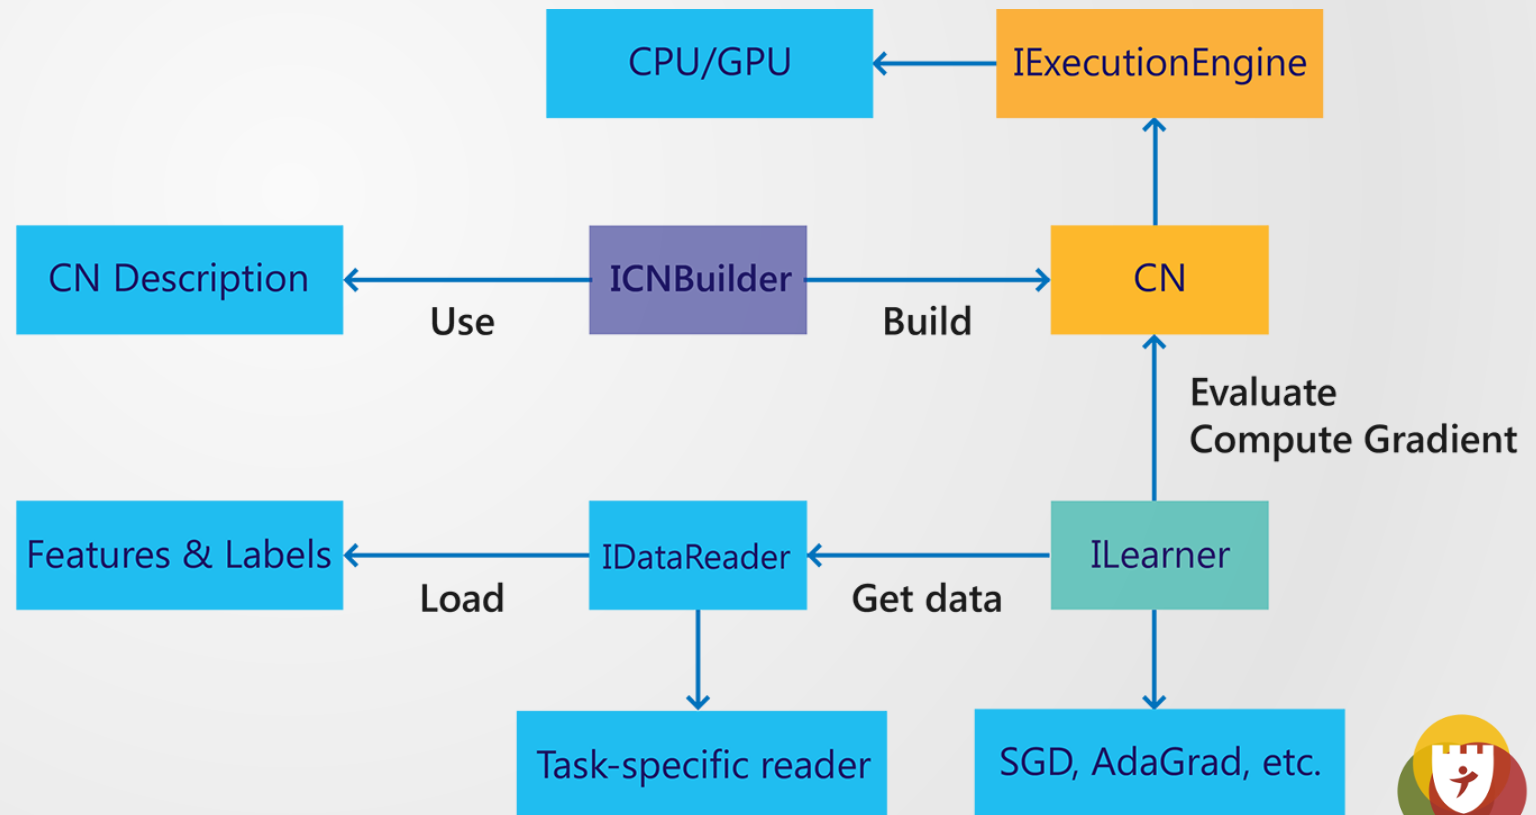 CPU/GPU
IExecutionEngine
CN Description
Use
ICNBuilder
Build
CN
Evaluate
Compute Gradient
Features & Labels
Load
IDataReader
Get data
ILearner
Task-specific reader
SGD, AdaGrad, etc.